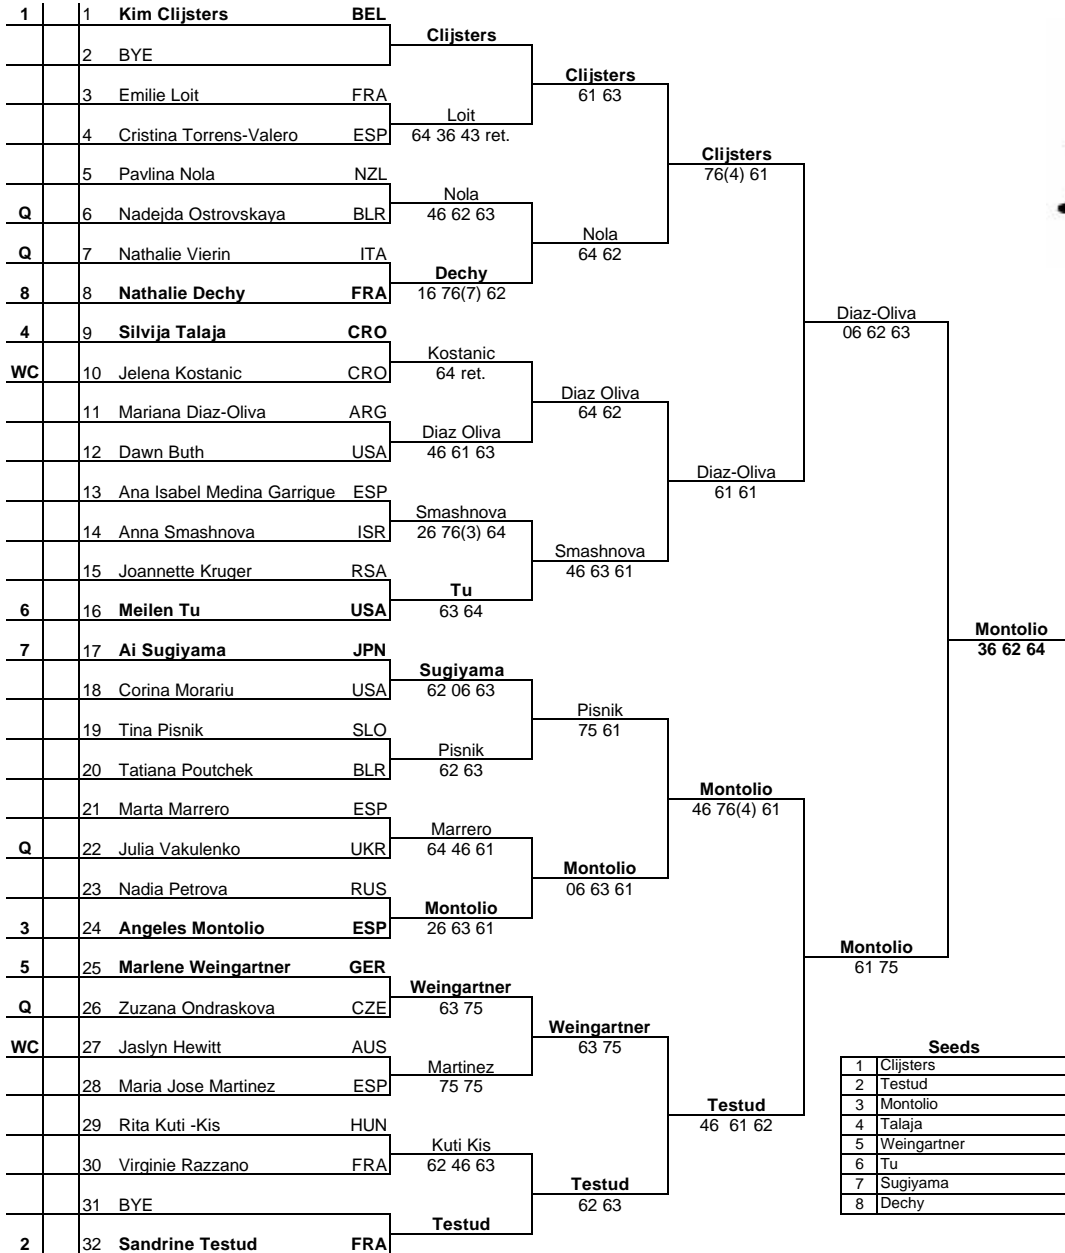 1 1 Kim Clijsters BEL
Clijsters
2 BYE
Clijsters
61 63
3 Emilie Loit FRA
Loit
64 36 43 ret.
4 Cristina Torrens-Valero ESP
Clijsters
76(4) 61
5 Pavlina Nola NZL
Nola
46 62 63
Q 6 Nadejda Ostrovskaya BLR
Nola
64 62
Q 7 Nathalie Vierin ITA
Dechy
16 76(7) 62
8 8 Nathalie Dechy FRA
Diaz-Oliva
06 62 63
4 9 Silvija Talaja CRO
Kostanic
64 ret.
WC 10 Jelena Kostanic CRO
Diaz Oliva
64 62
11 Mariana Diaz-Oliva ARG
Diaz Oliva
46 61 63
12 Dawn Buth USA
Diaz-Oliva
61 61
13 Ana Isabel Medina Garrigue ESP
Smashnova
26 76(3) 64
14 Anna Smashnova ISR
Smashnova
46 63 61
15 Joannette Kruger RSA
Tu
63 64
6 16 Meilen Tu USA
Montolio
36 62 64
7 17 Ai Sugiyama JPN
Sugiyama
62 06 63
18 Corina Morariu USA
Pisnik
75 61
19 Tina Pisnik SLO
Pisnik
62 63
20 Tatiana Poutchek BLR
Montolio
46 76(4) 61
21 Marta Marrero ESP
Marrero
64 46 61
Q 22 Julia Vakulenko UKR
Montolio
06 63 61
23 Nadia Petrova RUS
Montolio
26 63 61
3 24 Angeles Montolio ESP
Montolio
61 75
5 25 Marlene Weingartner GER
Weingartner
63 75
Q 26 Zuzana Ondraskova CZE
Weingartner
63 75
WC 27 Jaslyn Hewitt AUS
Martinez
75 75
28 Maria Jose Martinez ESP
Testud
46 61 62
29 Rita Kuti -Kis HUN
Kuti Kis
62 46 63
30 Virginie Razzano FRA
Testud
62 63
31 BYE
Testud
2 32 Sandrine Testud FRA
Seeds
1 Clijsters
2 Testud
3 Montolio
4 Talaja
5 Weingartner
6 Tu
7 Sugiyama
8 Dechy